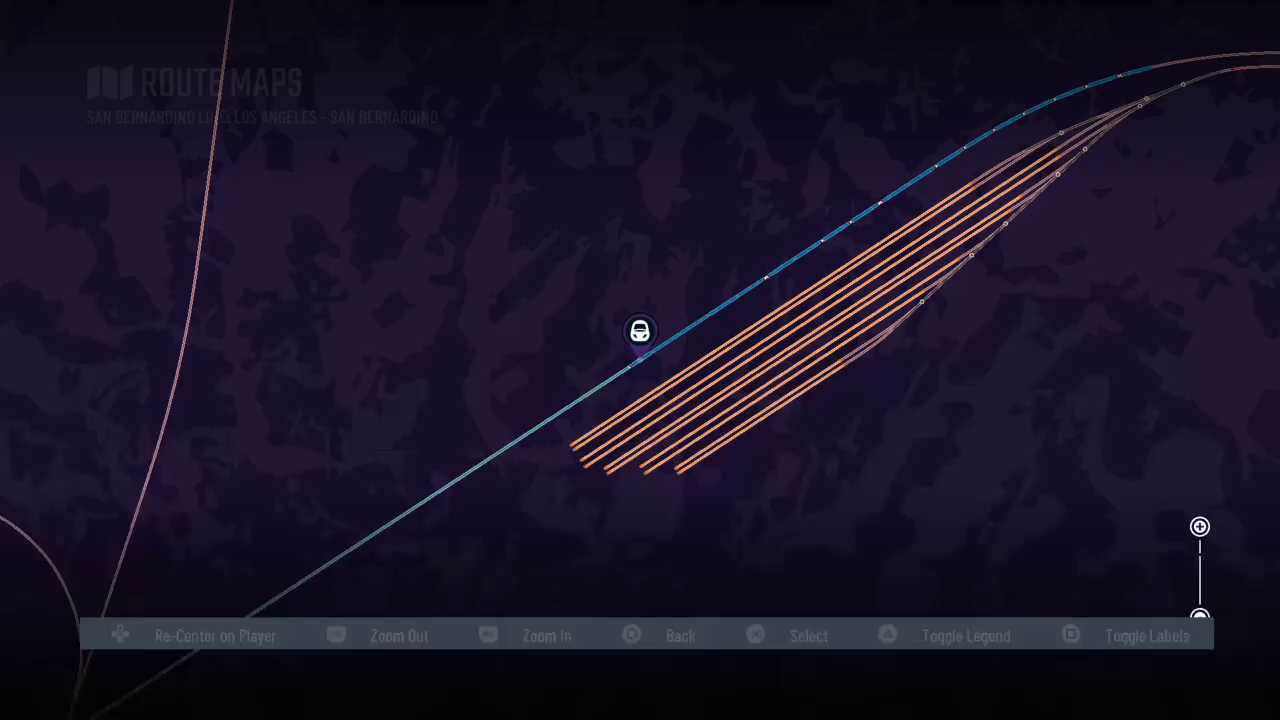 ROUTE MAPS
SAN BERNARDINO LINE: LOS ANGELES - SAN BERNARDINO
Re-Center on Player Zoom Out Zoom In Back Select Toggle Legend Toggle Labels